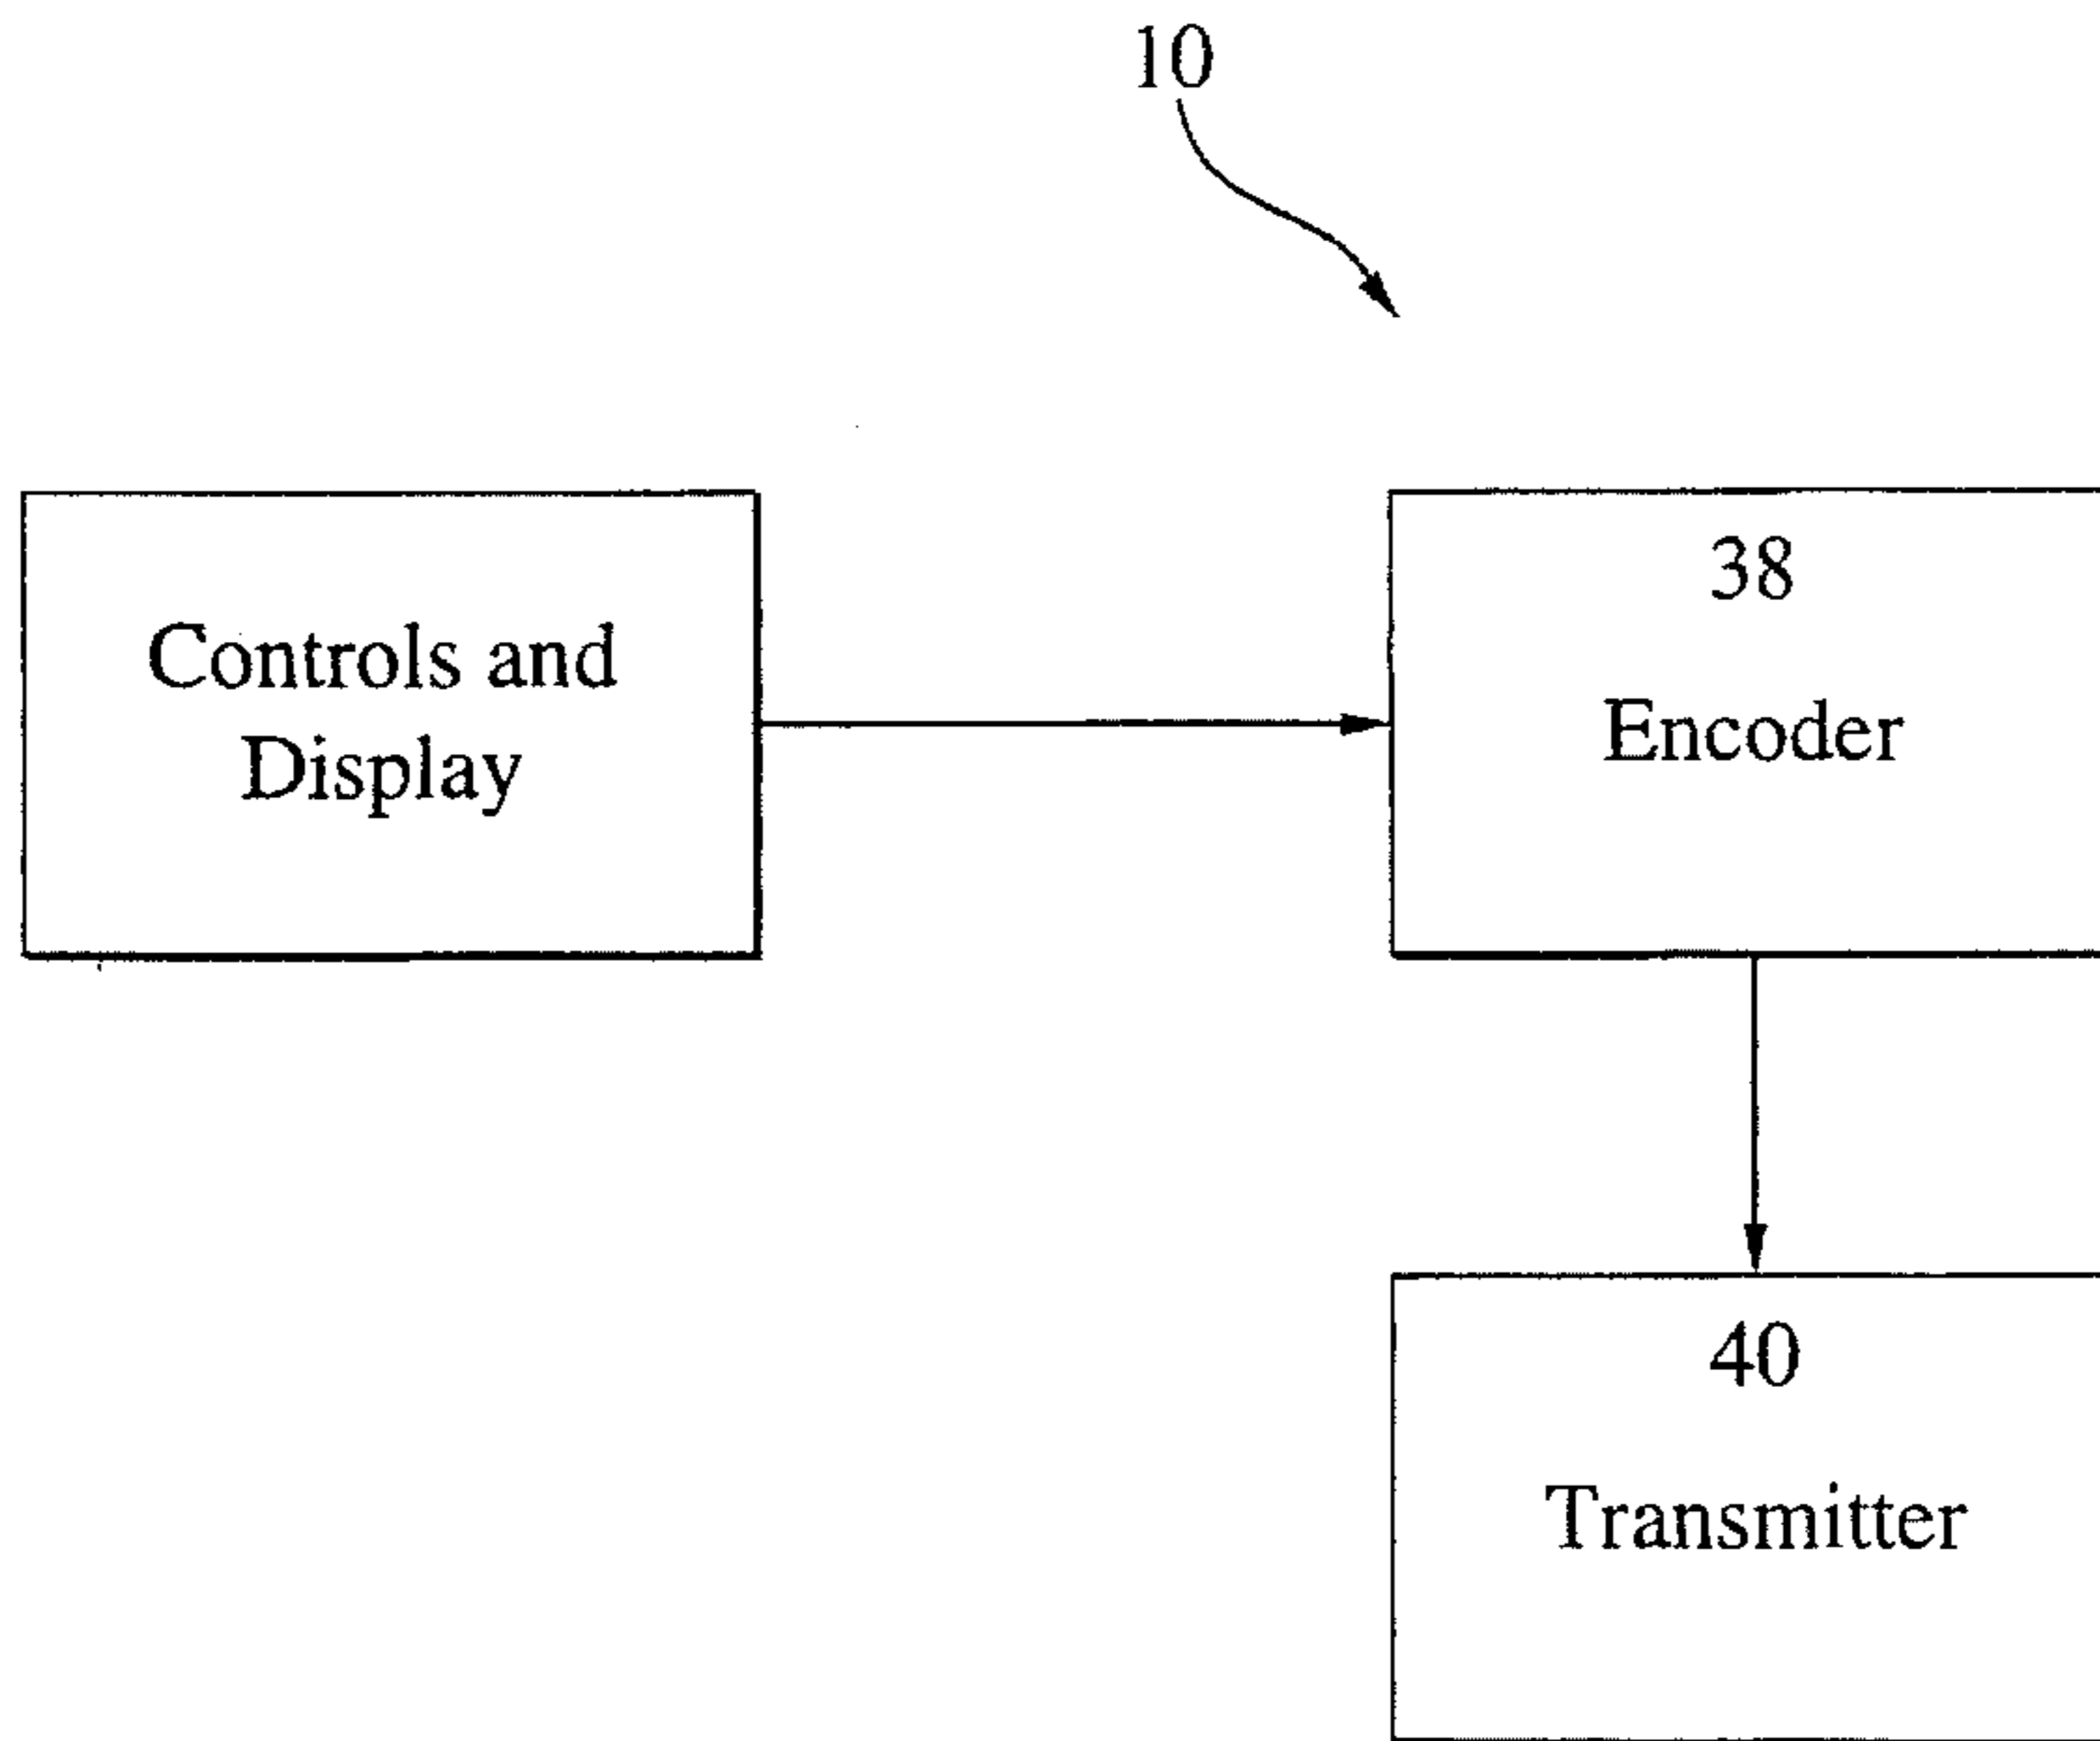 10
Controls and
Display
38
Encoder
40
Transmitter